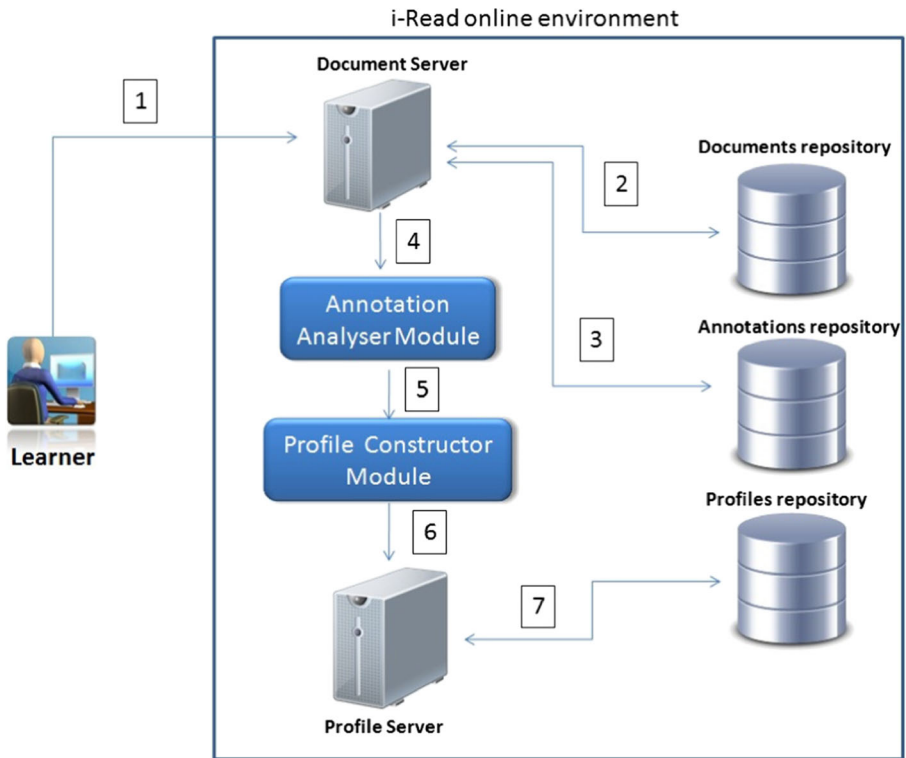 i-Read online environment
Document Server
1
Documents repository
2
4
Annotation
Analyser Module
Annotations repository
3
5
Profile Constructor
Module
Learner
Profiles repository
6
7
Profile Server